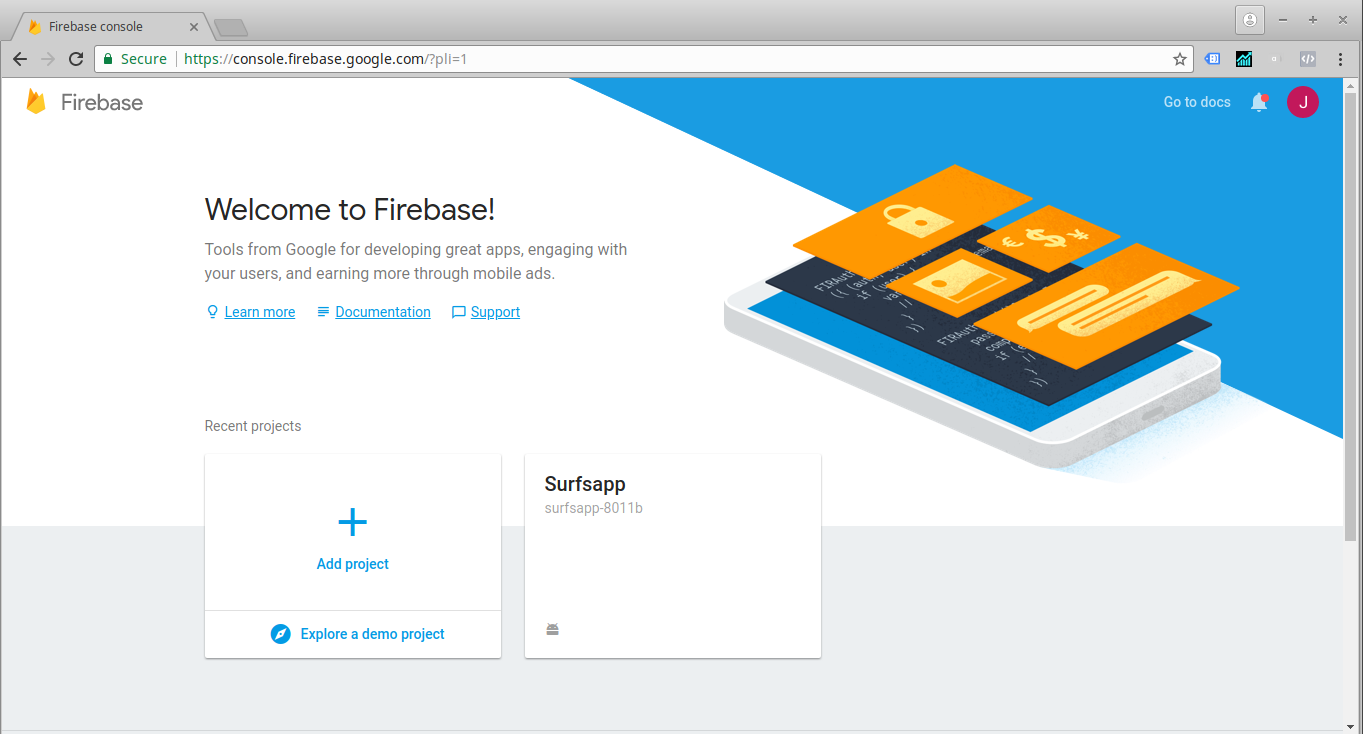 Firebase console
Secure https://console.firebase.google.com/?pli=1
Firebase
Go to docs
J
Welcome to Firebase!
Tools from Google for developing great apps, engaging with
your users, and earning more through mobile ads.
Learn more Documentation Support
Recent projects
Add project
Explore a demo project
Surfsapp
surfsapp-8011b